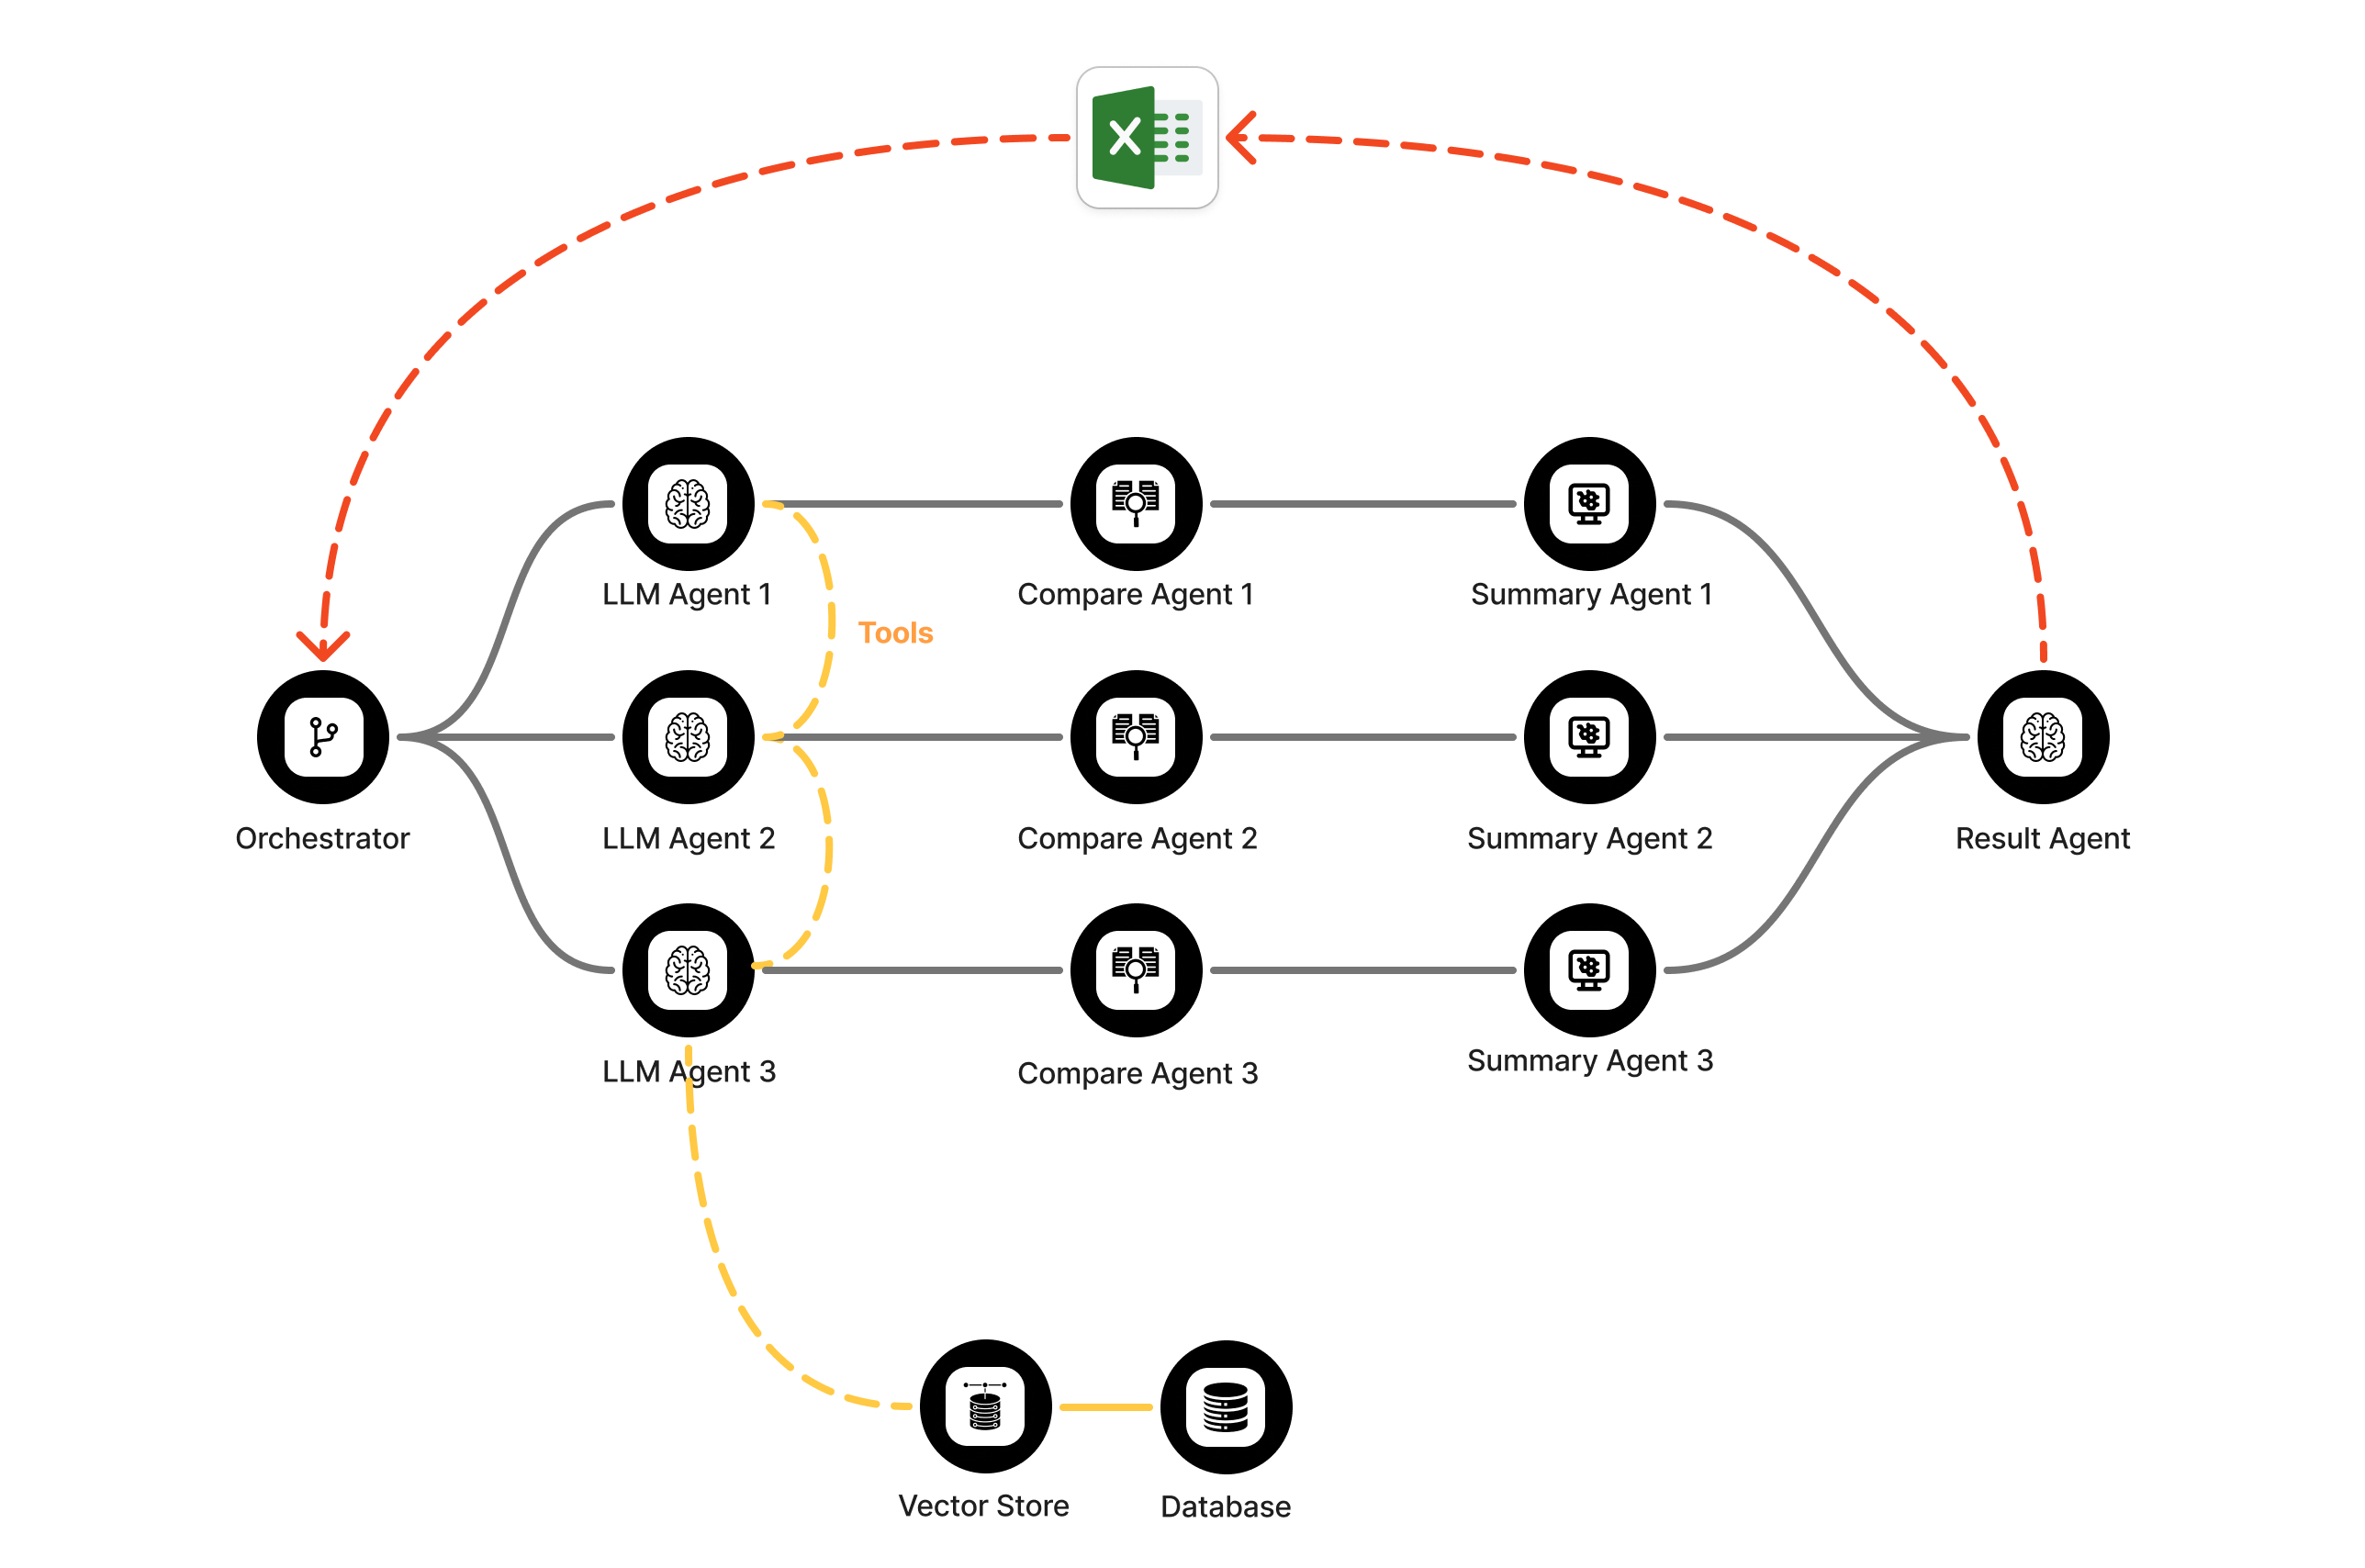 X
LLM Agent 1
Compare Agent 1
Summary Agent 1
Tools
Orchestrator
LLM Agent 2
Compare Agent 2
Summary Agent 2
Result Agent
LLM Agent 3
Compare Agent 3
Summary Agent 3
Vector Store
Database